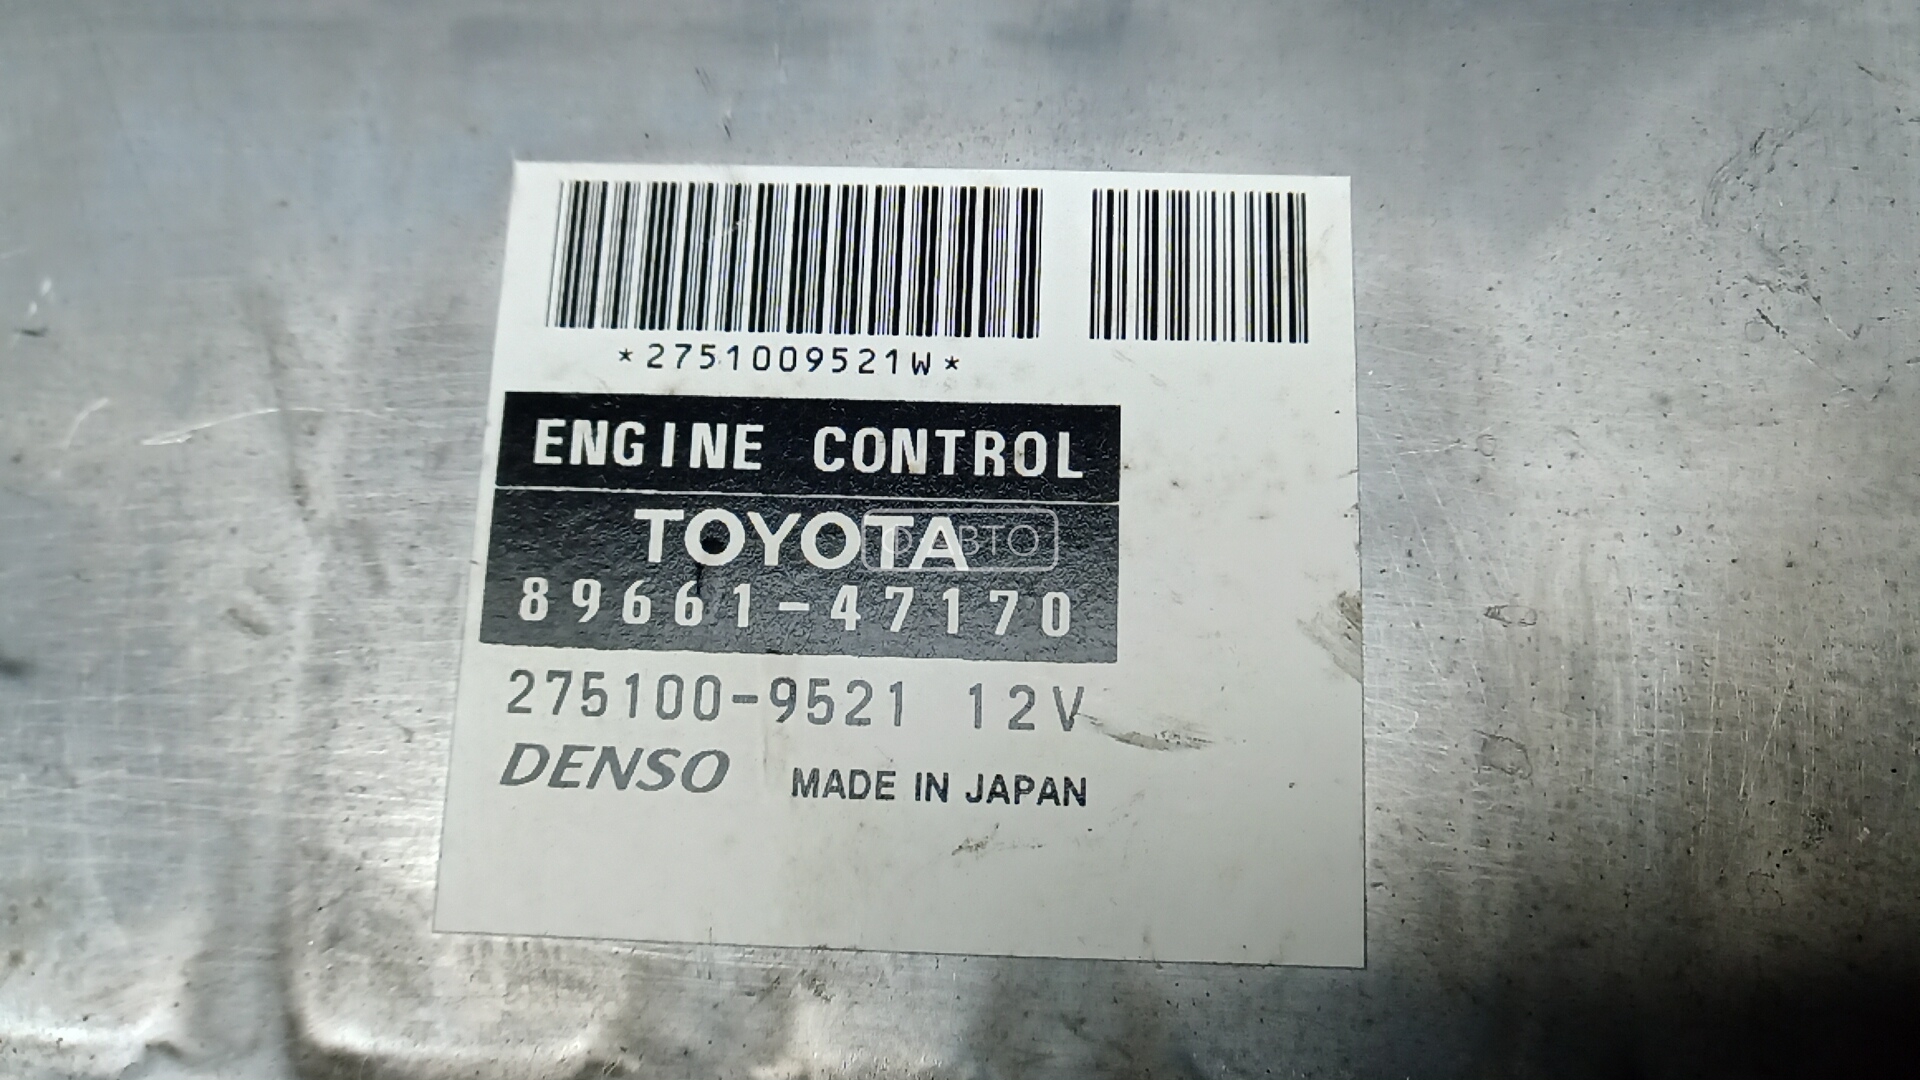 *2751009521W*
ENGINE CONTROL
TOYOTA
89661-47170
275100-9521 12V
DENSO MADE IN JAPAN